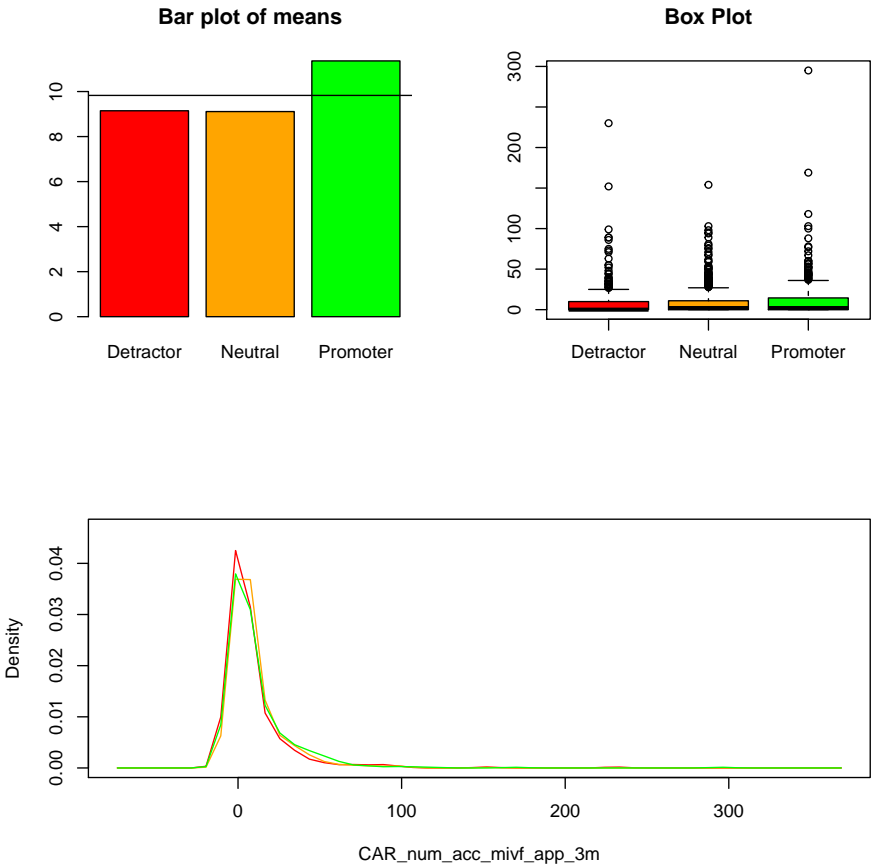 Bar plot of means
0 2 4 6 8 10
Detractor Neutral Promoter
Box Plot
0 50 100 200 300
Detractor Neutral Promoter
Density
0.00 0.01 0.02 0.03 0.04
0 100 200 300
CAR_num_acc_mivf_app_3m